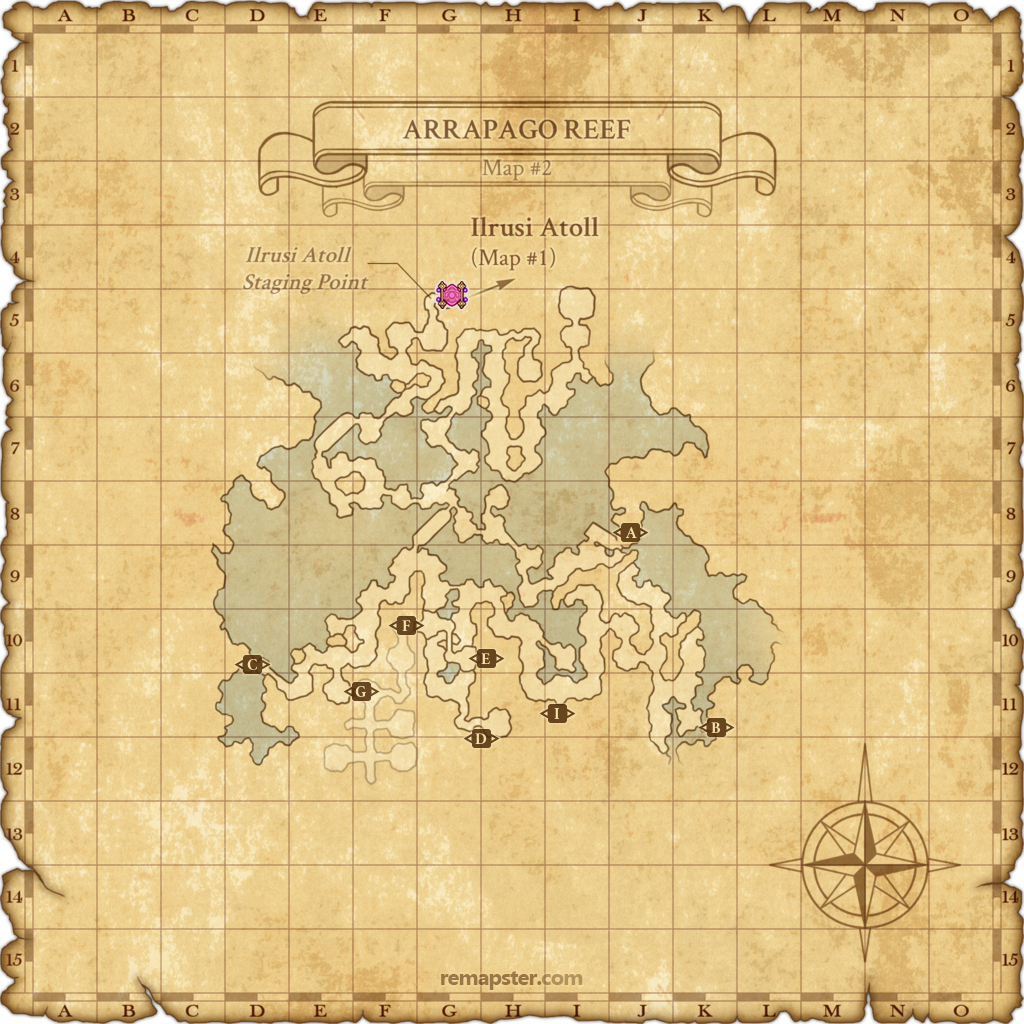 A B C D E F G H I J K L M N O
1 1
2 2
ARRAPAGO REEF
Map #2
3 3
Ilrusi Atoll
4 4
(Map #1)
Ilrusi Atoll
Staging Point
5 5
6 6
7 7
8 8
A
9 9
F
10 10
E
C
G
11 11
I
B
D
12 12
13 13
14 14
15 15
remapster.com
A B C D E F G H I J K L M N O